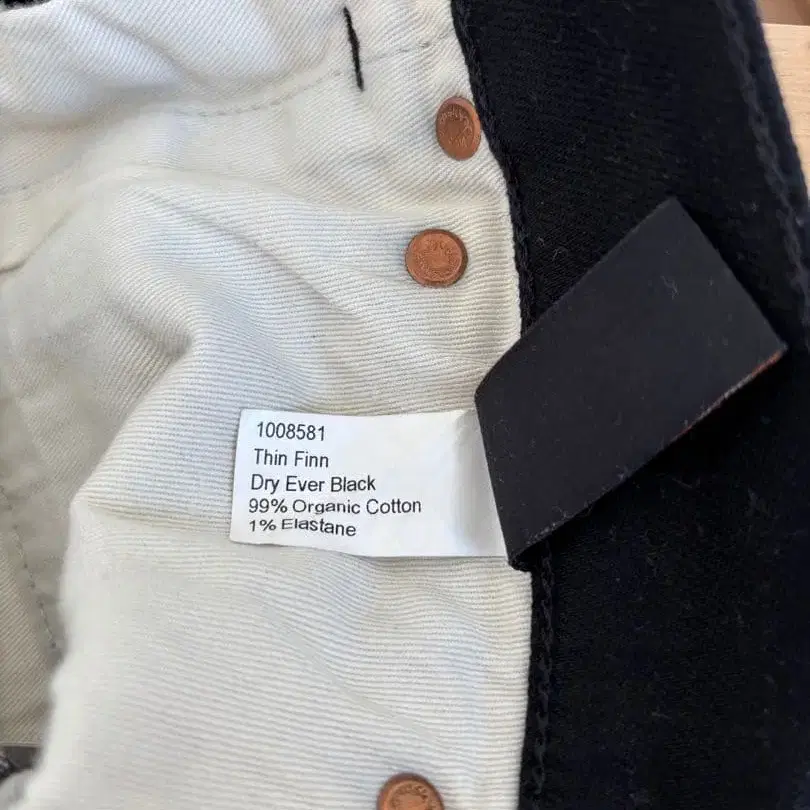 1008581
Thin Finn
Dry Ever Black
99% Organic Cotton
1% Elastane